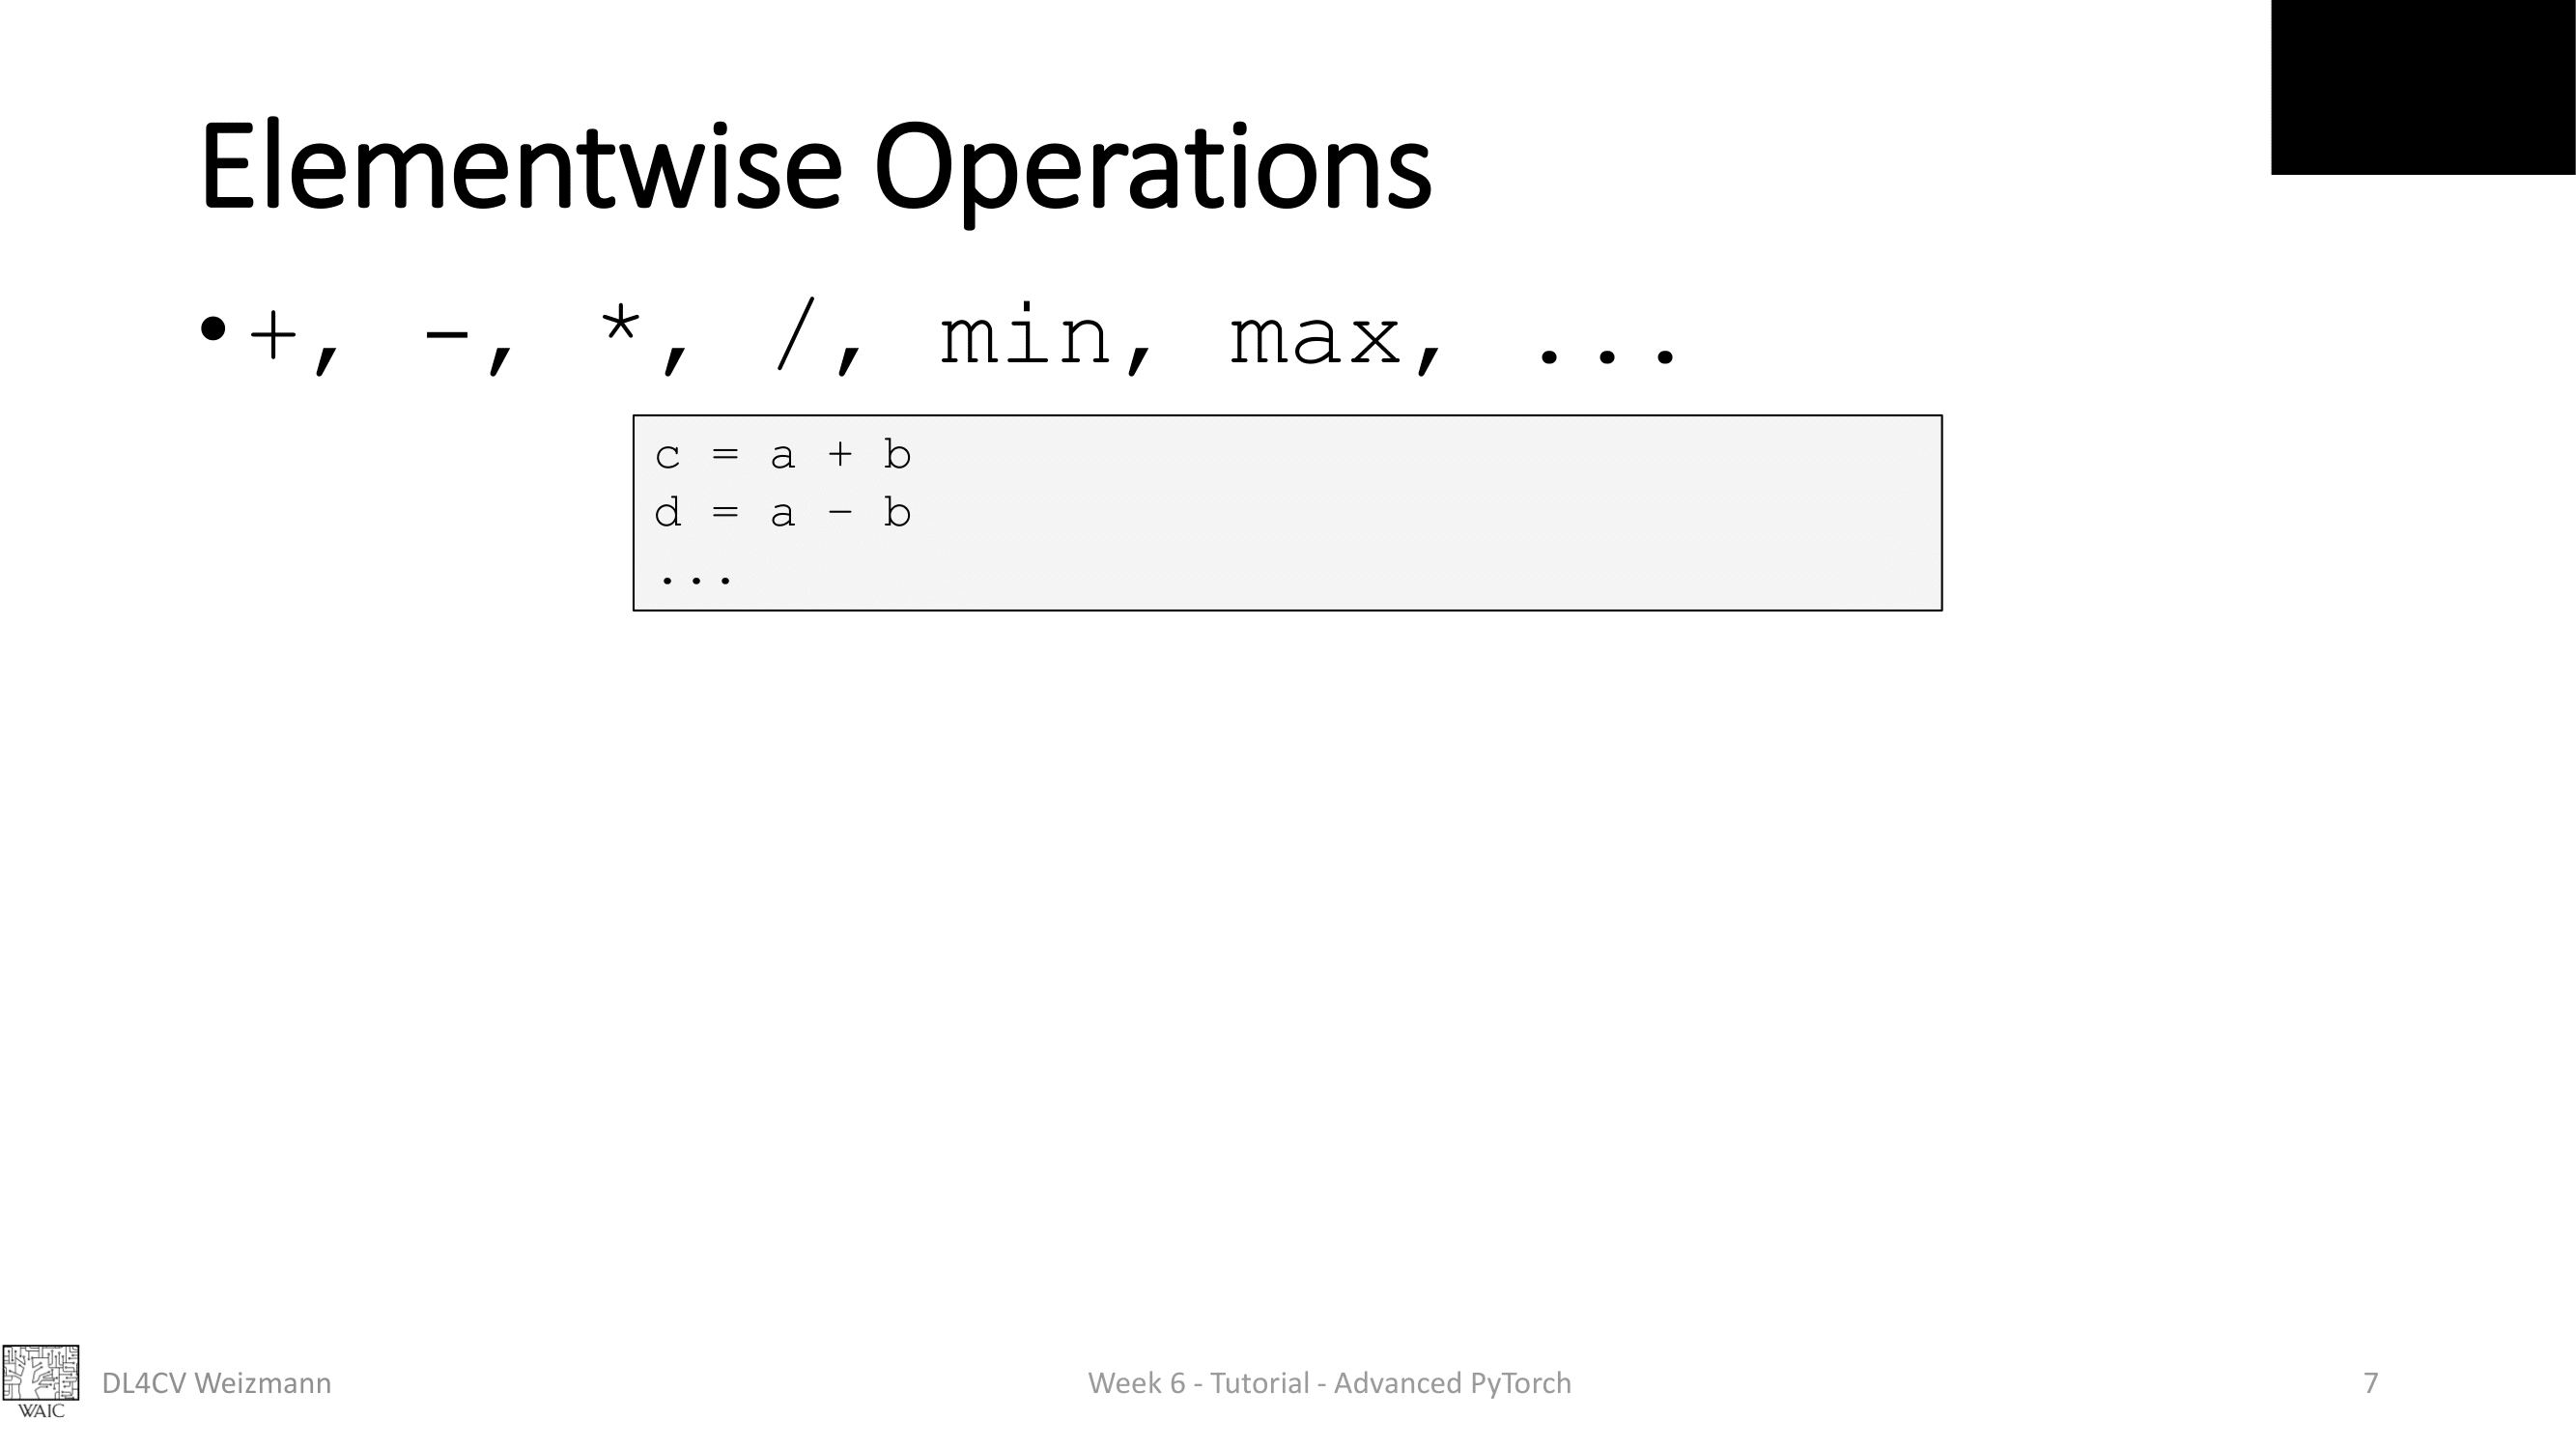 Elementwise Operations
•+, -, *, /, min, max, ...
c = a + b
d = a - b
...
WAIC
DL4CV Weizmann
Week 6 - Tutorial - Advanced PyTorch
7